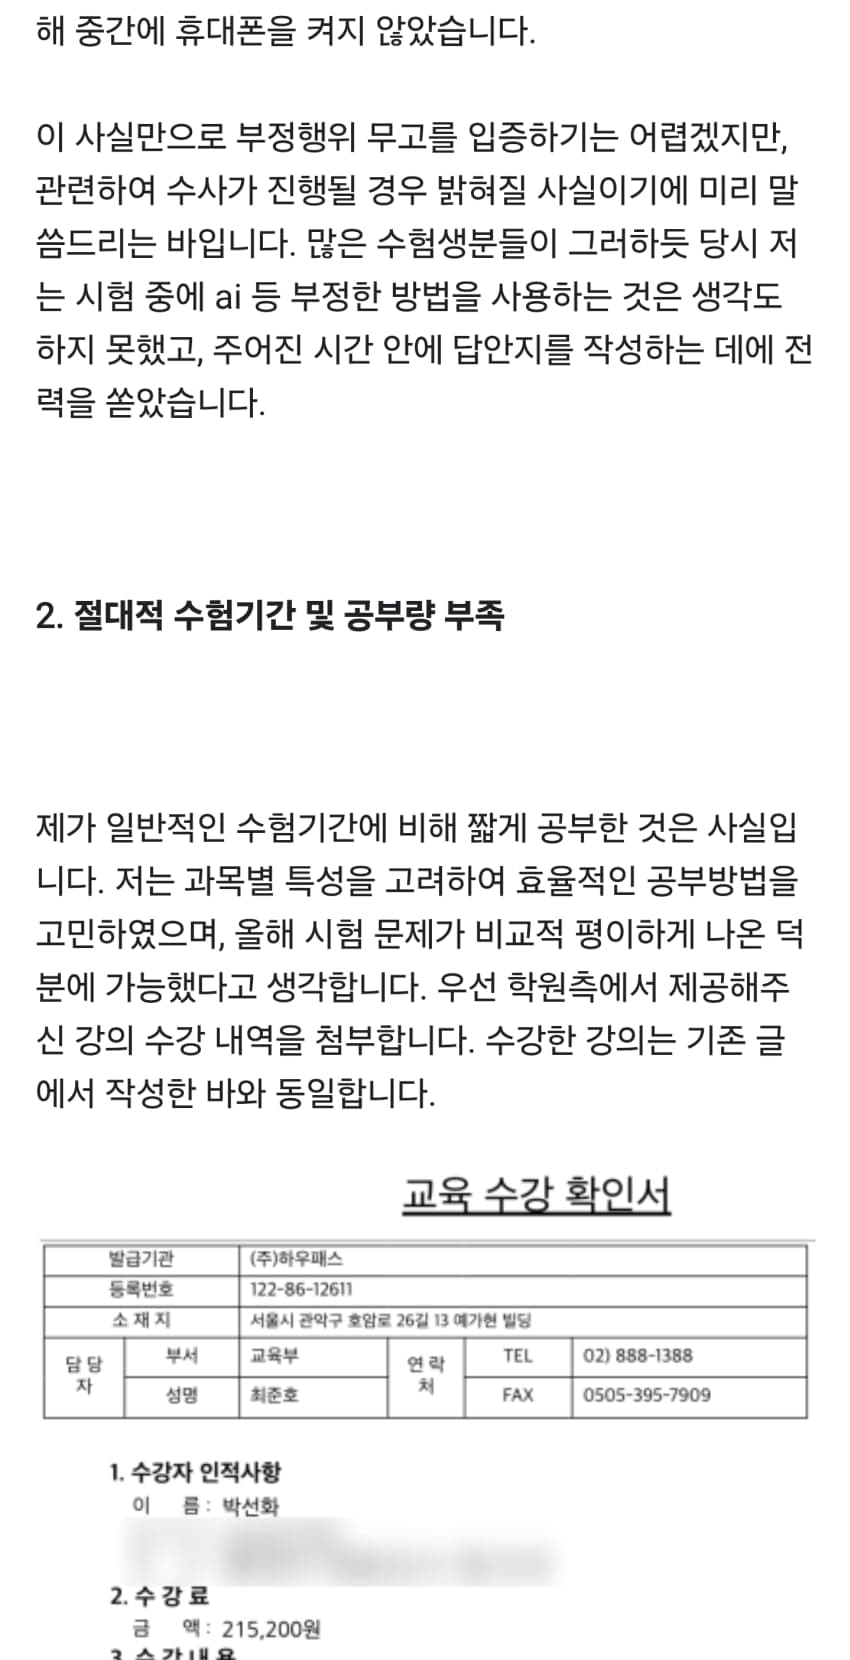 해 중간에 휴대폰을 켜지 않았습니다.
이 사실만으로 부정행위 무고를 입증하기는 어렵겠지만,
관련하여 수사가 진행될 경우 밝혀질 사실이기에 미리 말
씀드리는 바입니다. 많은 수험생분들이 그러하듯 당시 저
는 시험 중에 ai 등 부정한 방법을 사용하는 것은 생각도
하지 못했고, 주어진 시간 안에 답안지를 작성하는 데에 전
력을 쏟았습니다.
2. 절대적 수험기간 및 공부량 부족
제가 일반적인 수험기간에 비해 짧게 공부한 것은 사실입
니다. 저는 과목별 특성을 고려하여 효율적인 공부방법을
고민하였으며, 올해 시험 문제가 비교적 평이하게 나온 덕
분에 가능했다고 생각합니다. 우선 학원측에서 제공해주
신 강의 수강 내역을 첨부합니다. 수강한 강의는 기존 글
에서 작성한 바와 동일합니다.
교육 수강 확인서
발급기관 (주)하우패스
등록번호 122-86-12611
소 재 지 서울시 관악구 호암로 26길 13 예가현 빌딩
담당자 부서 교육부 연락처 TEL 02) 888-1388
성명 최준호 FAX 0505-395-7909
1. 수강자 인적사항
이 름 : 박선화
2. 수 강 료
금 액 : 215,200원
3. 수 강 내 용